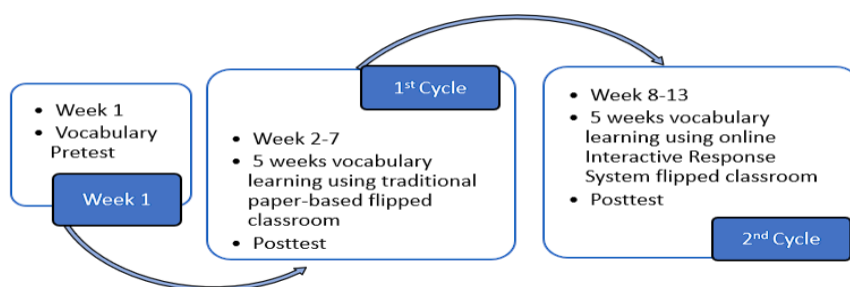 • Week 1
• Vocabulary
Pretest
Week 1
1st Cycle
• Week 2-7
• 5 weeks vocabulary
learning using traditional
paper-based flipped
classroom
• Posttest
• Week 8-13
• 5 weeks vocabulary
learning using online
Interactive Response
System flipped classroom
• Posttest
2nd Cycle